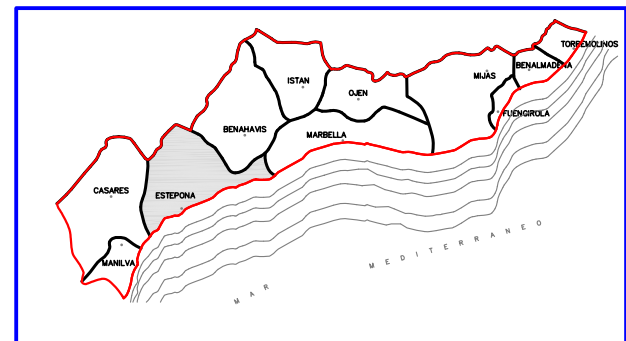 TORREMOLINOS
BENALMADENA
MIJAS
ISTAN
OJEN
FUENGIROLA
BENAHAVIS
MARBELLA
CASARES
ESTEPONA
MANILVA
MAR MEDITERRANEO